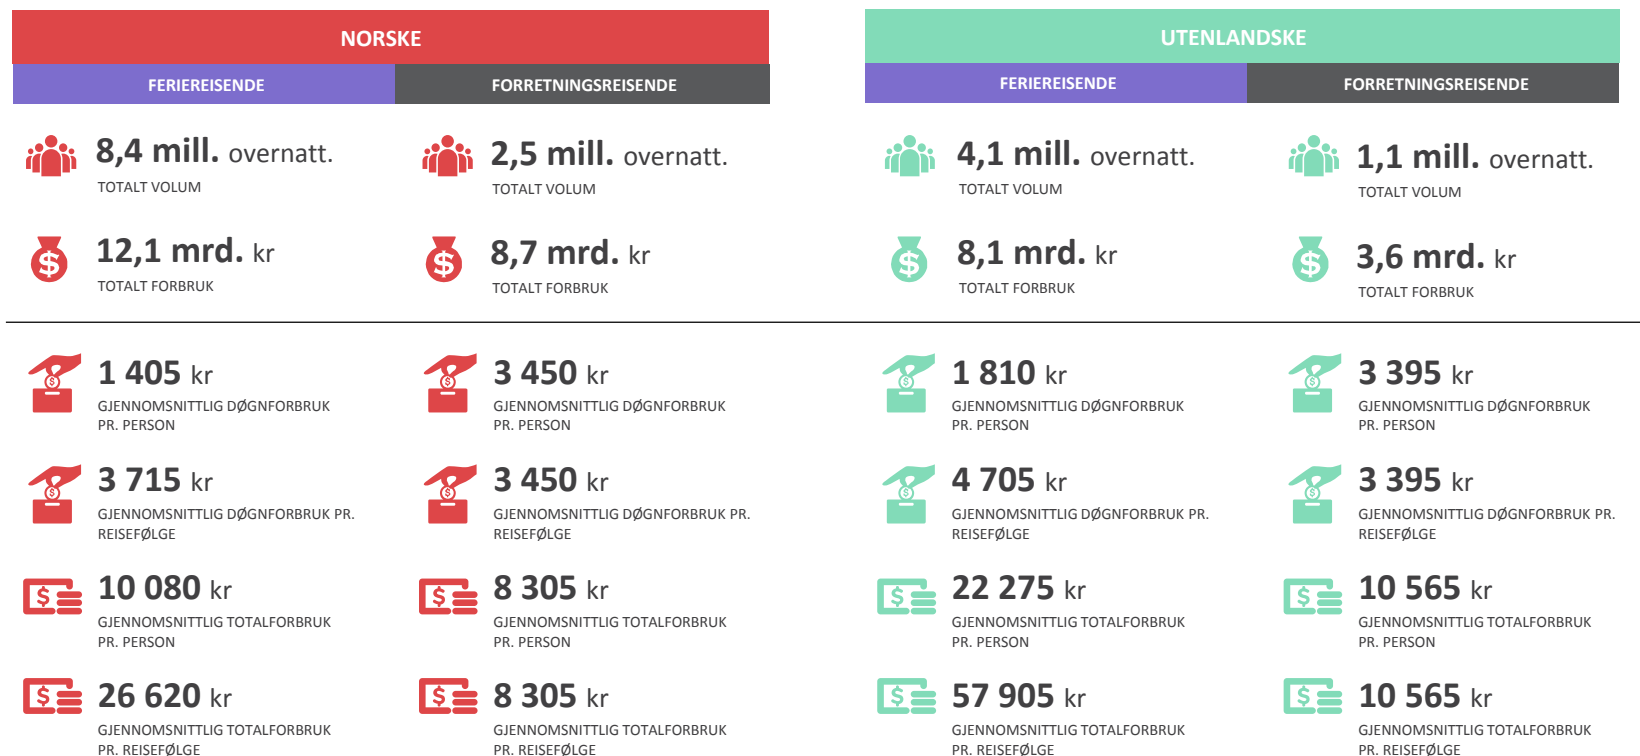 NORSKE
FERIEREISENDE
FORRETNINGSREISENDE
8,4 mill. overnatt.
TOTALT VOLUM
2,5 mill. overnatt.
TOTALT VOLUM
12,1 mrd. kr
TOTALT FORBRUK
8,7 mrd. kr
TOTALT FORBRUK
1 405 kr
GJENNOMSNITTLIG DØGNFORBRUK
PR. PERSON
3 450 kr
GJENNOMSNITTLIG DØGNFORBRUK
PR. PERSON
3 715 kr
GJENNOMSNITTLIG DØGNFORBRUK PR.
REISEFØLGE
3 450 kr
GJENNOMSNITTLIG DØGNFORBRUK PR.
REISEFØLGE
10 080 kr
GJENNOMSNITTLIG TOTALFORBRUK
PR. PERSON
8 305 kr
GJENNOMSNITTLIG TOTALFORBRUK
PR. PERSON
26 620 kr
GJENNOMSNITTLIG TOTALFORBRUK
PR. REISEFØLGE
8 305 kr
GJENNOMSNITTLIG TOTALFORBRUK
PR. REISEFØLGE
UTENLANDSKE
FERIEREISENDE
FORRETNINGSREISENDE
4,1 mill. overnatt.
TOTALT VOLUM
1,1 mill. overnatt.
TOTALT VOLUM
8,1 mrd. kr
TOTALT FORBRUK
3,6 mrd. kr
TOTALT FORBRUK
1 810 kr
GJENNOMSNITTLIG DØGNFORBRUK
PR. PERSON
3 395 kr
GJENNOMSNITTLIG DØGNFORBRUK
PR. PERSON
4 705 kr
GJENNOMSNITTLIG DØGNFORBRUK PR.
REISEFØLGE
3 395 kr
GJENNOMSNITTLIG DØGNFORBRUK PR.
REISEFØLGE
22 275 kr
GJENNOMSNITTLIG TOTALFORBRUK
PR. PERSON
10 565 kr
GJENNOMSNITTLIG TOTALFORBRUK
PR. PERSON
57 905 kr
GJENNOMSNITTLIG TOTALFORBRUK
PR. REISEFØLGE
10 565 kr
GJENNOMSNITTLIG TOTALFORBRUK
PR. REISEFØLGE